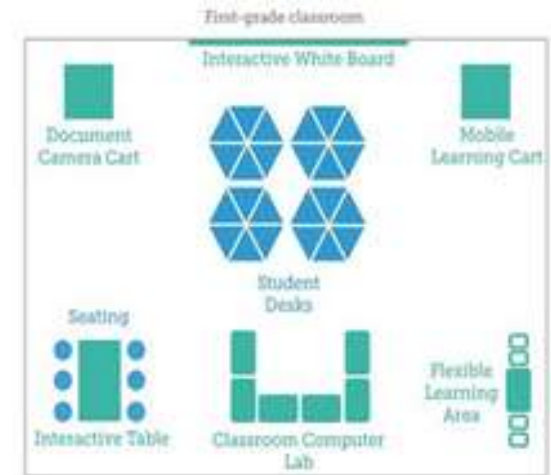 First-grade classroom
Interactive White Board
Document
Camera Cart
Mobile
Learning Cart
Student
Desks
Seating
Interactive Table
Classroom Computer
Lab
Flexible
Learning
Area